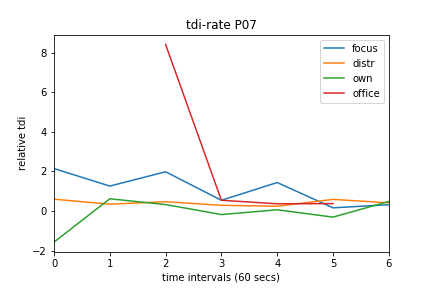 tdi-rate P07
focus
distr
own
office
relative tdi
8
6
4
2
0
−2
0 1 2 3 4 5 6
time intervals (60 secs)